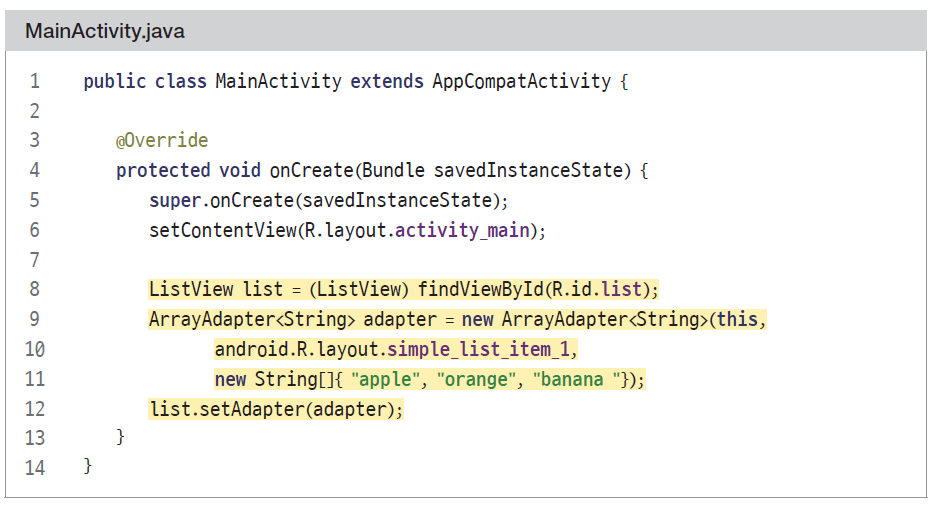 MainActivity.java
1 public class MainActivity extends AppCompatActivity {
2
3 @Override
4 protected void onCreate(Bundle savedInstanceState) {
5 super.onCreate(savedInstanceState);
6 setContentView(R.layout.activity_main);
7
8 ListView list = (ListView) findViewById(R.id.list);
9 ArrayAdapter<String> adapter = new ArrayAdapter<String>(this,
10 android.R.layout.simple_list_item_1,
11 new String[]{ "apple", "orange", "banana "});
12 list.setAdapter(adapter);
13 }
14 }